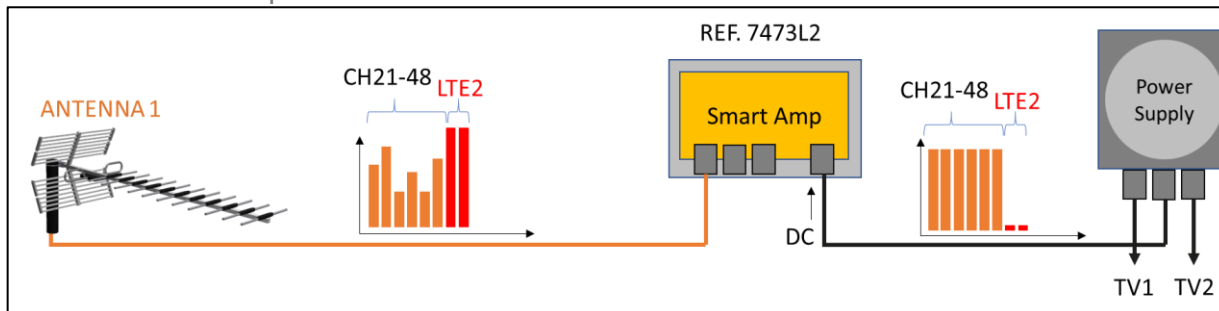 REF. 7473L2
CH21-48
LTE2
ANTENNA 1
Smart Amp
CH21-48
LTE2
Power
Supply
DC
TV1
TV2